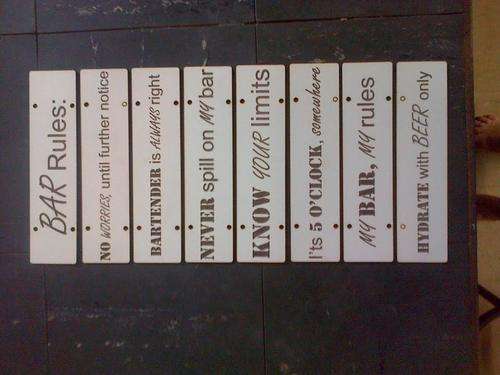 BAR Rules:
NO WORRIES, until further notice
BARTENDER is ALWAYS right
NEVER spill on MY bar
KNOW YOUR limits
I'ts 5 O'CLOCK, somewhere
MY BAR, MY rules
HYDRATE with BEER only